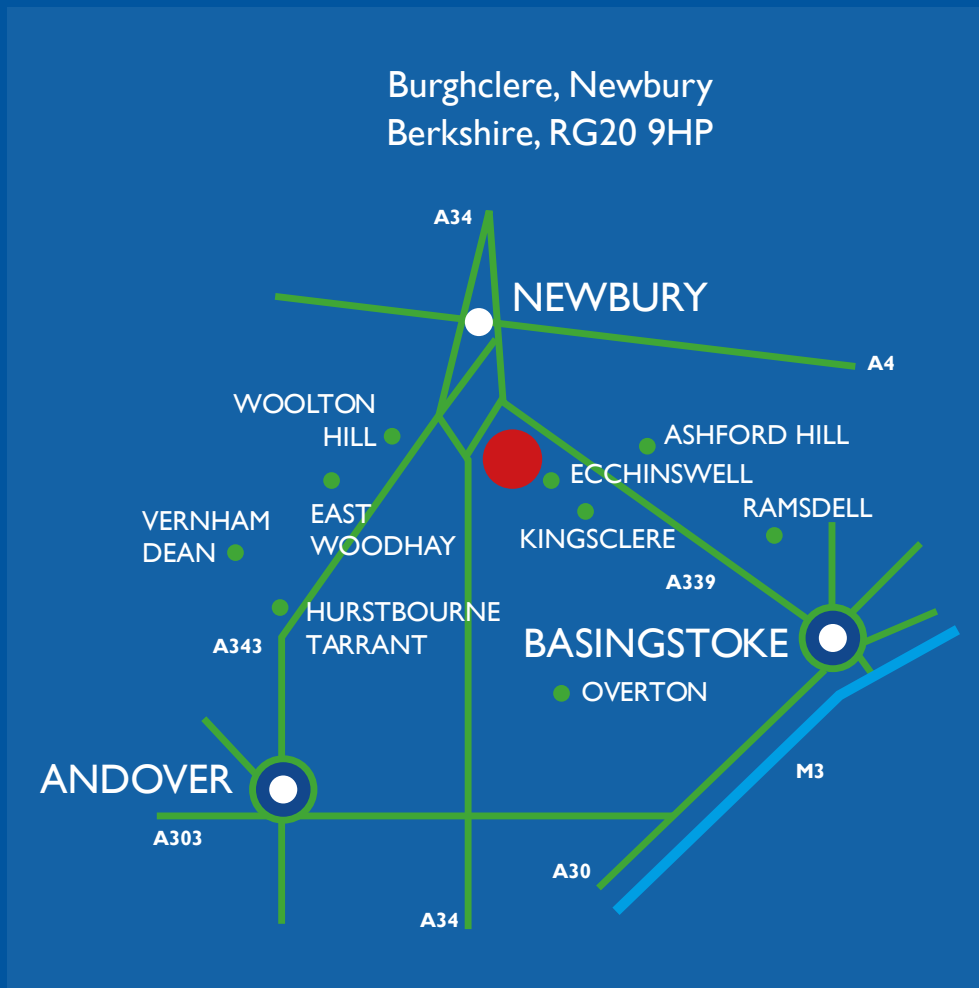 Burghclere, Newbury
Berkshire, RG20 9HP
A34
NEWBURY
A4
WOOLTON
HILL
ASHFORD HILL
ECCHINSWELL
RAMSDELL
EAST
WOODHAY
VERNHAM
DEAN
KINGSCLERE
A339
HURSTBOURNE
TARRANT
A343
BASINGSTOKE
OVERTON
ANDOVER
M3
A303
A30
A34